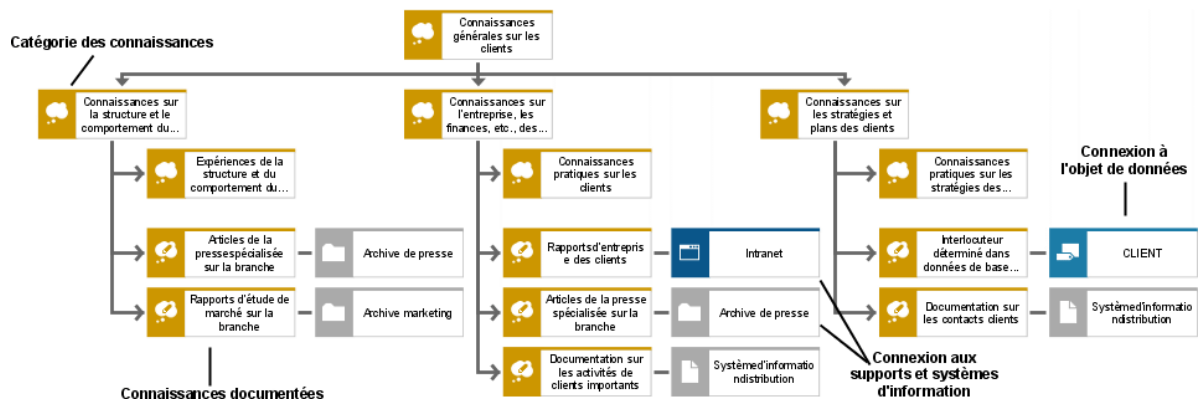 Connaissances
générales sur les
clients
Catégorie des connaissances
Connaissances sur
la structure et le
comportement du...
Connaissances sur
l'entreprise, les
finances, etc., des...
Connaissances sur
les stratégies et
plans des clients
Expériences de la
structure et du
comportement du...
Connaissances
pratiques sur les
clients
Connaissances
pratiques sur les
stratégies des...
Connexion à
l'objet de données
Articles de la
pressespécialisée
sur la branche
Archive de presse
Rapports d'entrepris
e des clients
Intranet
Interlocuteur
déterminé dans
données de base...
CLIENT
Rapports d'étude de
marché sur la
branche
Archive marketing
Articles de la presse
spécialisée sur la
branche
Archive de presse
Documentation sur
les contacts clients
Systèmed'informatio
ndistribution
Documentation sur
les activités de
clients importants
Systèmed'informatio
ndistribution
Connexion aux
supports et systèmes
d'information
Connaissances documentées